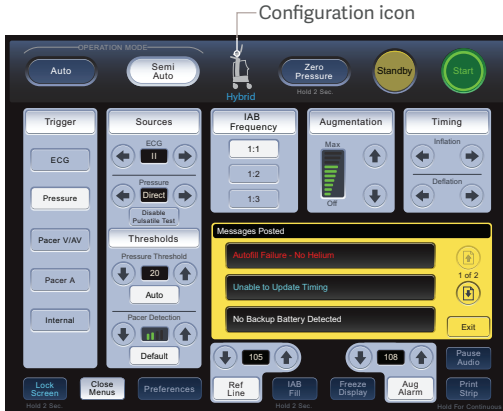 Configuration icon
OPERATION MODE
Auto
Semi
Auto
Hybrid
Zero
Pressure
Hold 2 Sec.
Standby
Start
Trigger
ECG
Pressure
Pacer V/AV
Pacer A
Internal
Sources
ECG
II
Pressure
Direct
Disable
Pulsatile Test
Thresholds
Pressure Threshold
20
Auto
Pacer Detection
Default
IAB
Frequency
1:1
1:2
1:3
Augmentation
Max
Off
Timing
Inflation
Deflation
Messages Posted
Autofill Failure - No Helium
Unable to Update Timing
No Backup Battery Detected
1 of 2
Exit
105
108
Pause
Audio
Lock
Screen
Hold 2 Sec.
Close
Menus
Preferences
Ref
Line
Hold 2 Sec.
IAB
Fill
Freeze
Display
Aug
Alarm
Print
Strip
Hold For Continuous